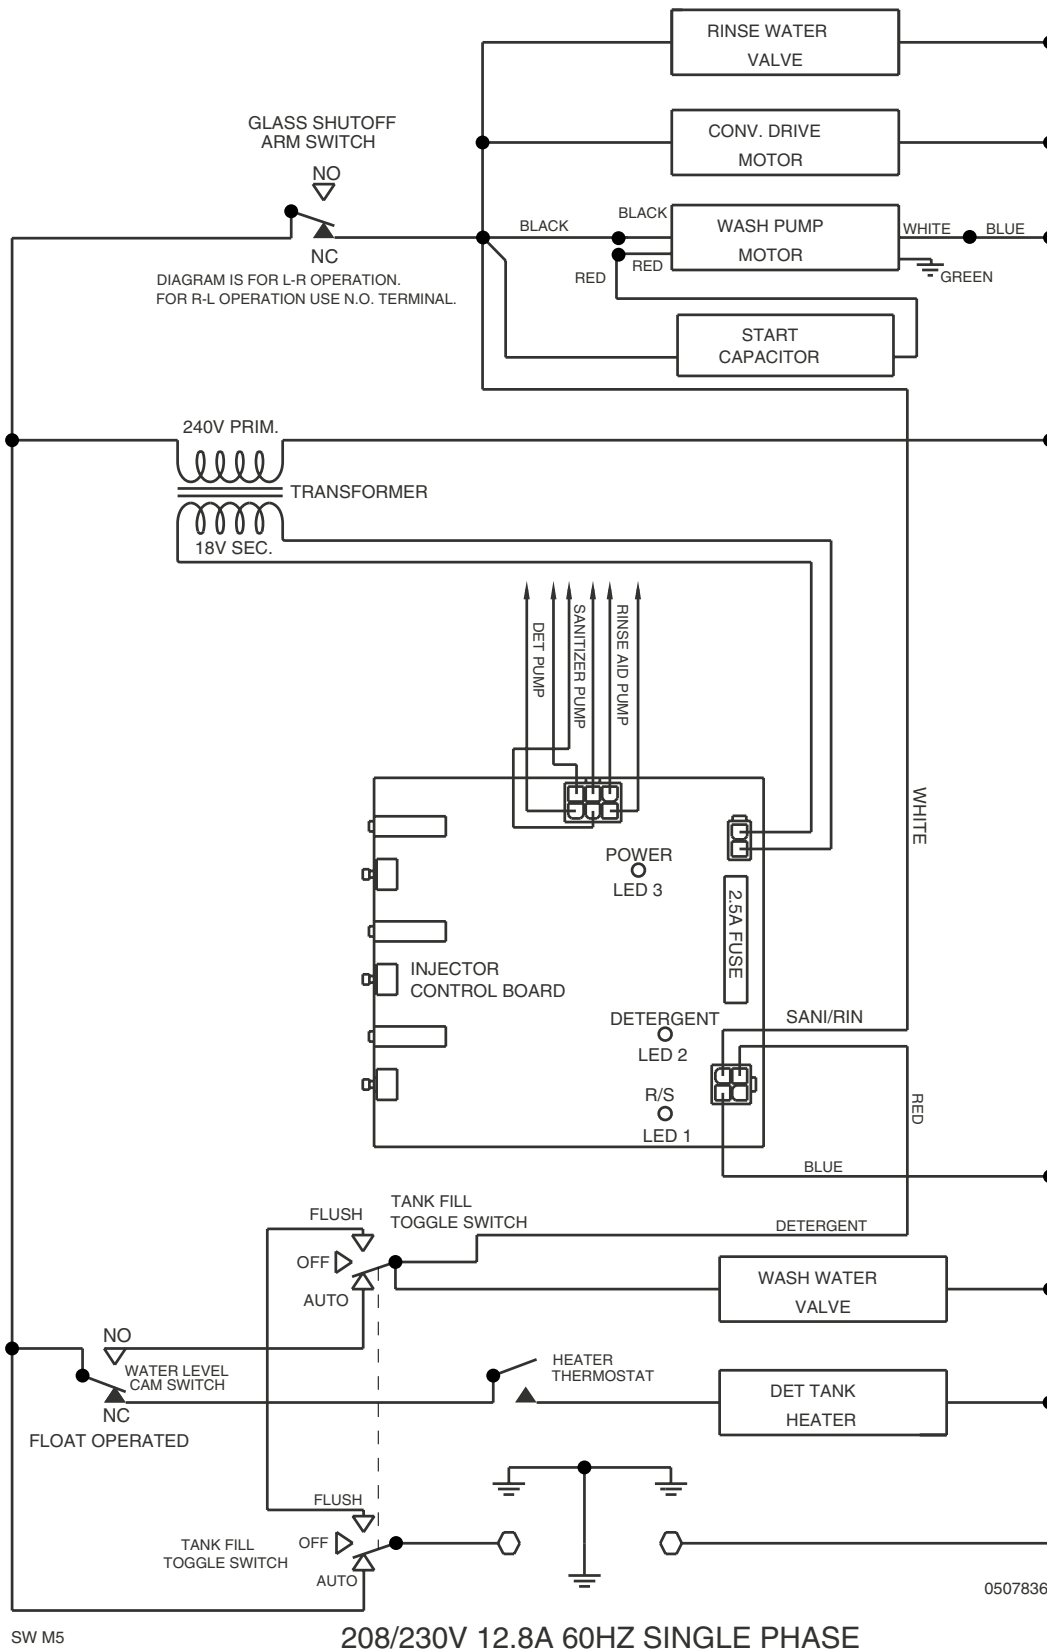 RINSE WATER
VALVE
GLASS SHUTOFF
ARM SWITCH
CONV. DRIVE
MOTOR
NO
BLACK
BLACK
WASH PUMP
MOTOR
WHITE
BLUE
NC
RED
RED
GREEN
DIAGRAM IS FOR L-R OPERATION.
FOR R-L OPERATION USE N.O. TERMINAL.
START
CAPACITOR
240V PRIM.
TRANSFORMER
18V SEC.
DET PUMP
SANITIZER PUMP
RINSE AID PUMP
WHITE
POWER
LED 3
2.5A FUSE
INJECTOR
CONTROL BOARD
DETERGENT
LED 2
SANI/RIN
R/S
LED 1
RED
BLUE
TANK FILL
TOGGLE SWITCH
FLUSH
DETERGENT
OFF
AUTO
WASH WATER
VALVE
NO
WATER LEVEL
CAM SWITCH
NC
FLOAT OPERATED
HEATER
THERMOSTAT
DET TANK
HEATER
FLUSH
TANK FILL
TOGGLE SWITCH
OFF
AUTO
0507836
SW M5
208/230V 12.8A 60HZ SINGLE PHASE